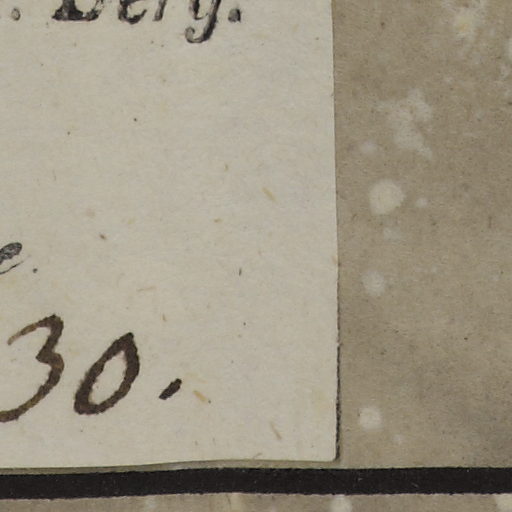 . Berg.
e.
30.